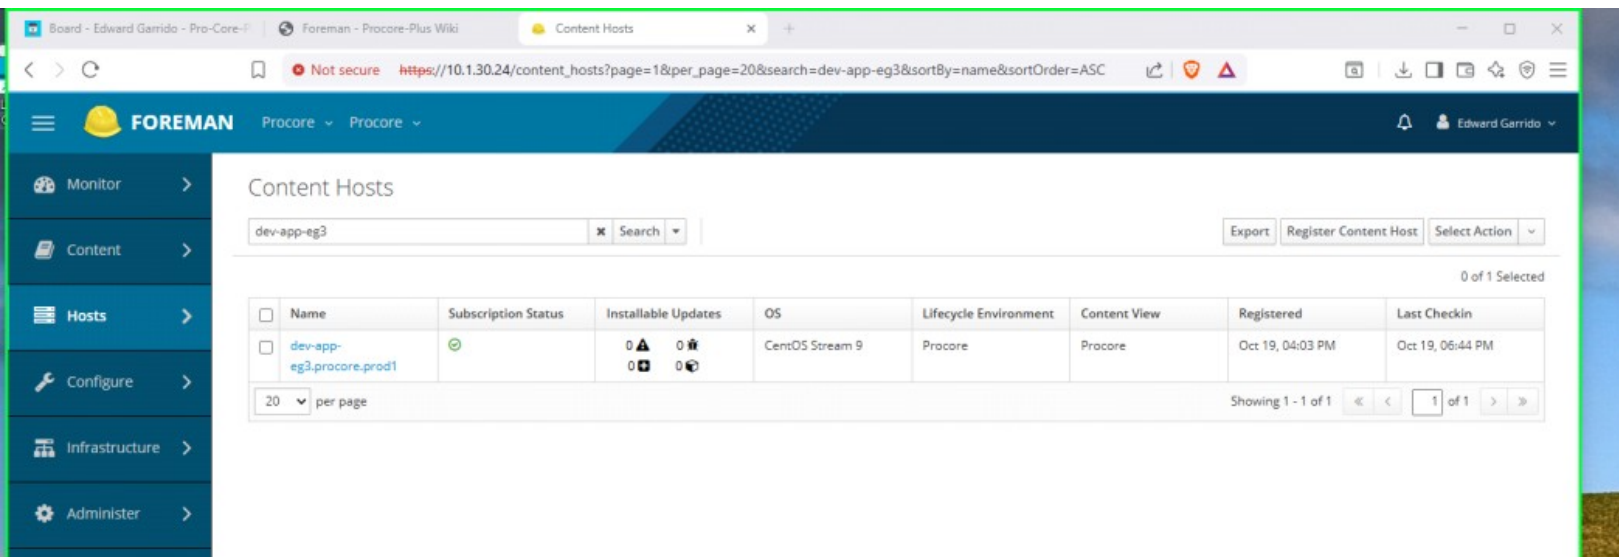 Board - Edward Garrido - Pro-Core-P Foreman - Procore-Plus Wiki Content Hosts
Not secure https://10.1.30.24/content_hosts?page=1&per_page=20&search=dev-app-eg3&sortBy=name&sortOrder=ASC
FOREMAN Procore Procore Edward Garrido
Monitor
Content
Hosts
Configure
Infrastructure
Administer
Content Hosts
dev-app-eg3 Search Export Register Content Host Select Action
0 of 1 Selected
Name Subscription Status Installable Updates OS Lifecycle Environment Content View Registered Last Checkin
dev-app- 0 0 CentOS Stream 9 Procore Procore Oct 19, 04:03 PM Oct 19, 06:44 PM
eg3.procore.prod1 0 0
20 per page Showing 1 - 1 of 1 « < 1 of 1 > »